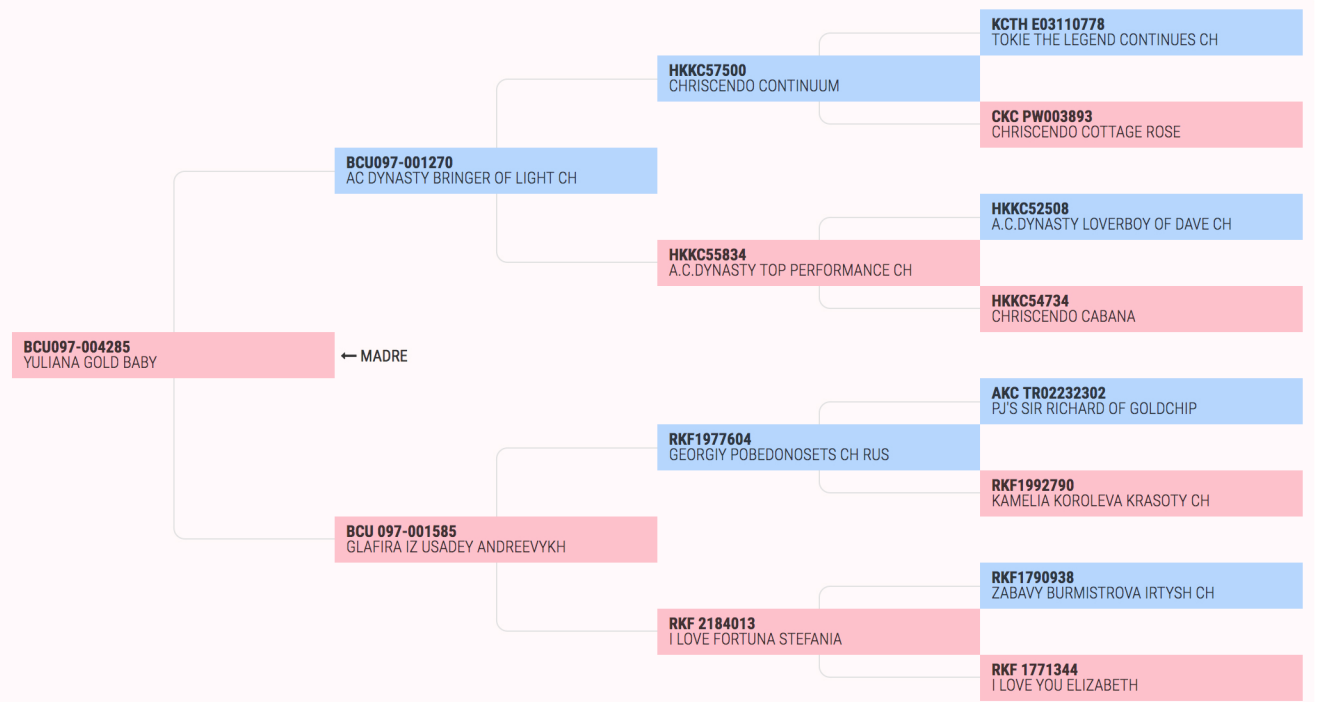 KCTH E03110778
TOKIE THE LEGEND CONTINUES CH
HKKC57500
CHRISCENDO CONTINUUM
CKC PW003893
CHRISCENDO COTTAGE ROSE
BCU097-001270
AC DYNASTY BRINGER OF LIGHT CH
HKKC52508
A.C.DYNASTY LOVERBOY OF DAVE CH
HKKC55834
A.C.DYNASTY TOP PERFORMANCE CH
HKKC54734
CHRISCENDO CABANA
BCU097-004285
YULIANA GOLD BABY
← MADRE
AKC TR02232302
PJ'S SIR RICHARD OF GOLDCHIP
RKF1977604
GEORGIY POBEDONOSETS CH RUS
RKF1992790
KAMELIA KOROLEVA KRASOTY CH
BCU 097-001585
GLAFIRA IZ USADEY ANDREEVYKH
RKF1790938
ZABAVY BURMISTROVA IRTYSH CH
RKF 2184013
I LOVE FORTUNA STEFANIA
RKF 1771344
I LOVE YOU ELIZABETH